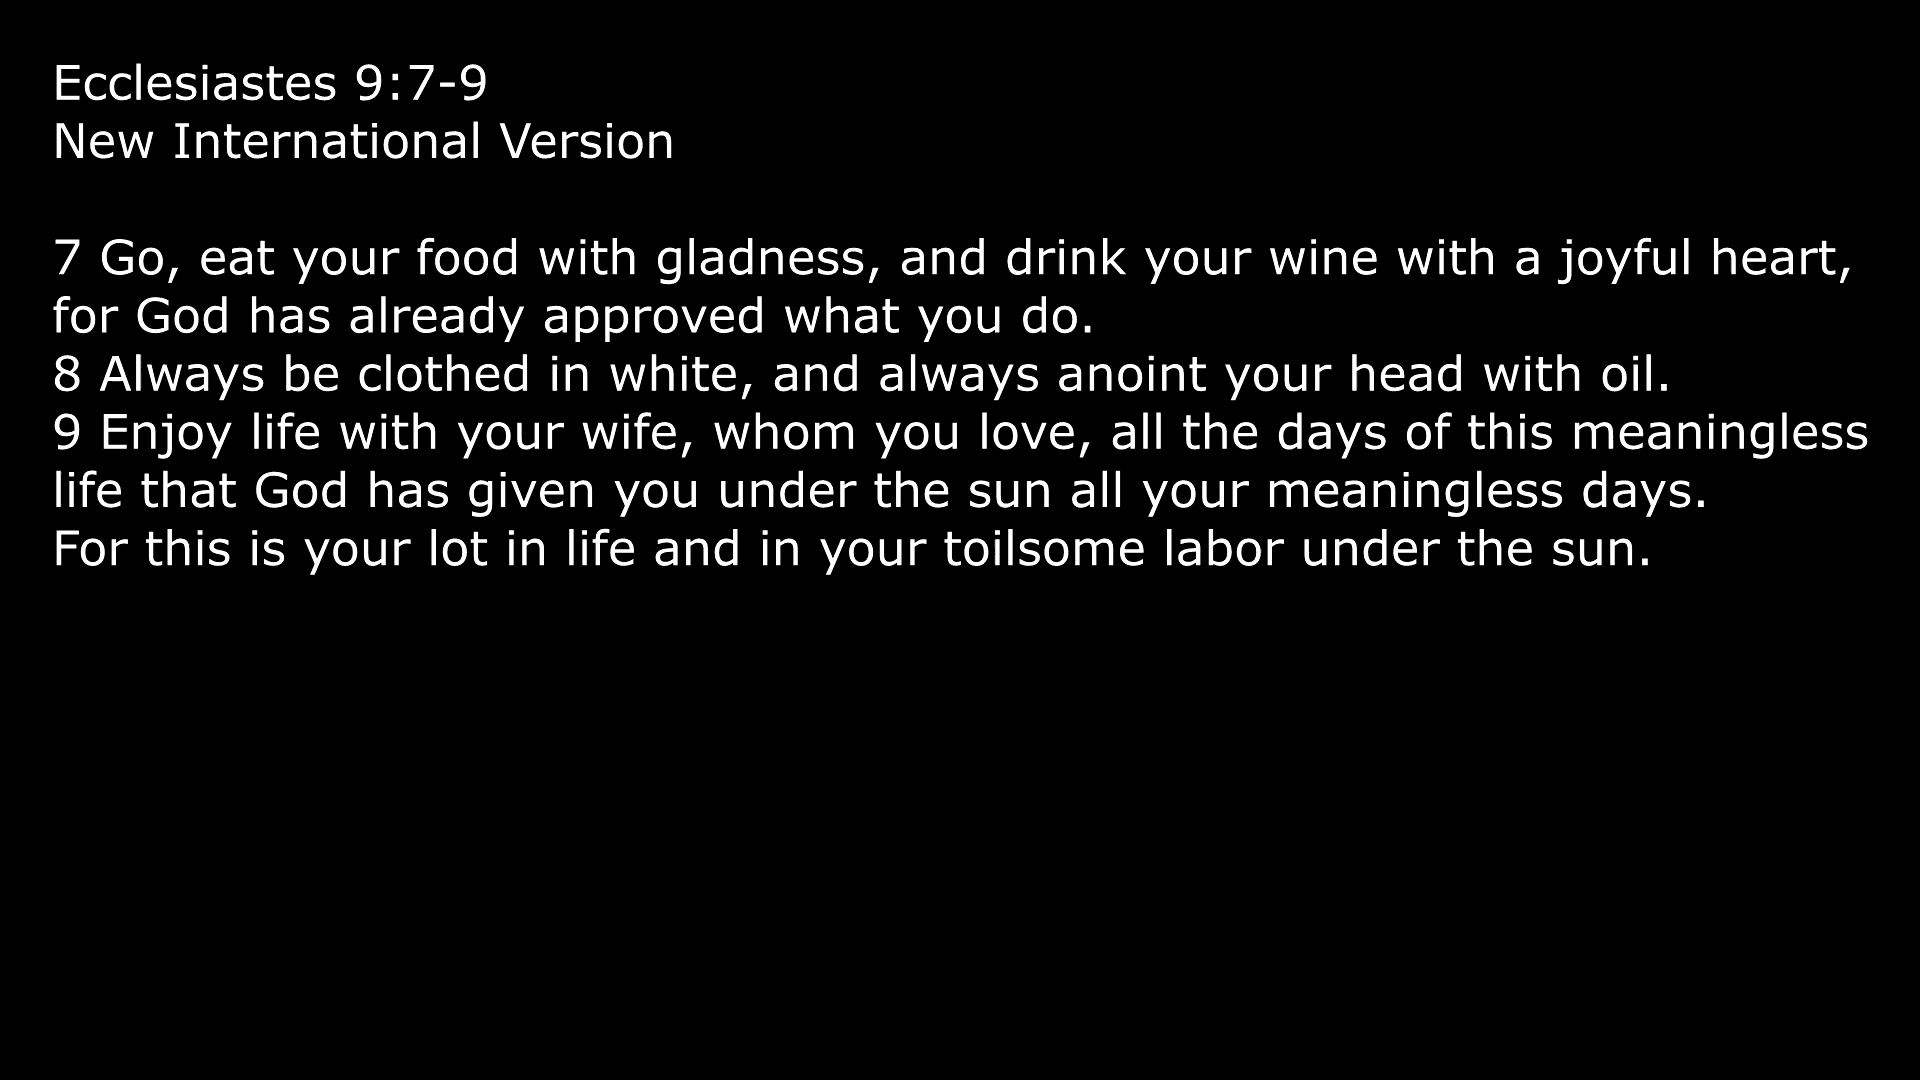 Ecclesiastes 9:7-9
New International Version
7 Go, eat your food with gladness, and drink your wine with a joyful heart,
for God has already approved what you do.
8 Always be clothed in white, and always anoint your head with oil.
9 Enjoy life with your wife, whom you love, all the days of this meaningless
life that God has given you under the sun all your meaningless days.
For this is your lot in life and in your toilsome labor under the sun.